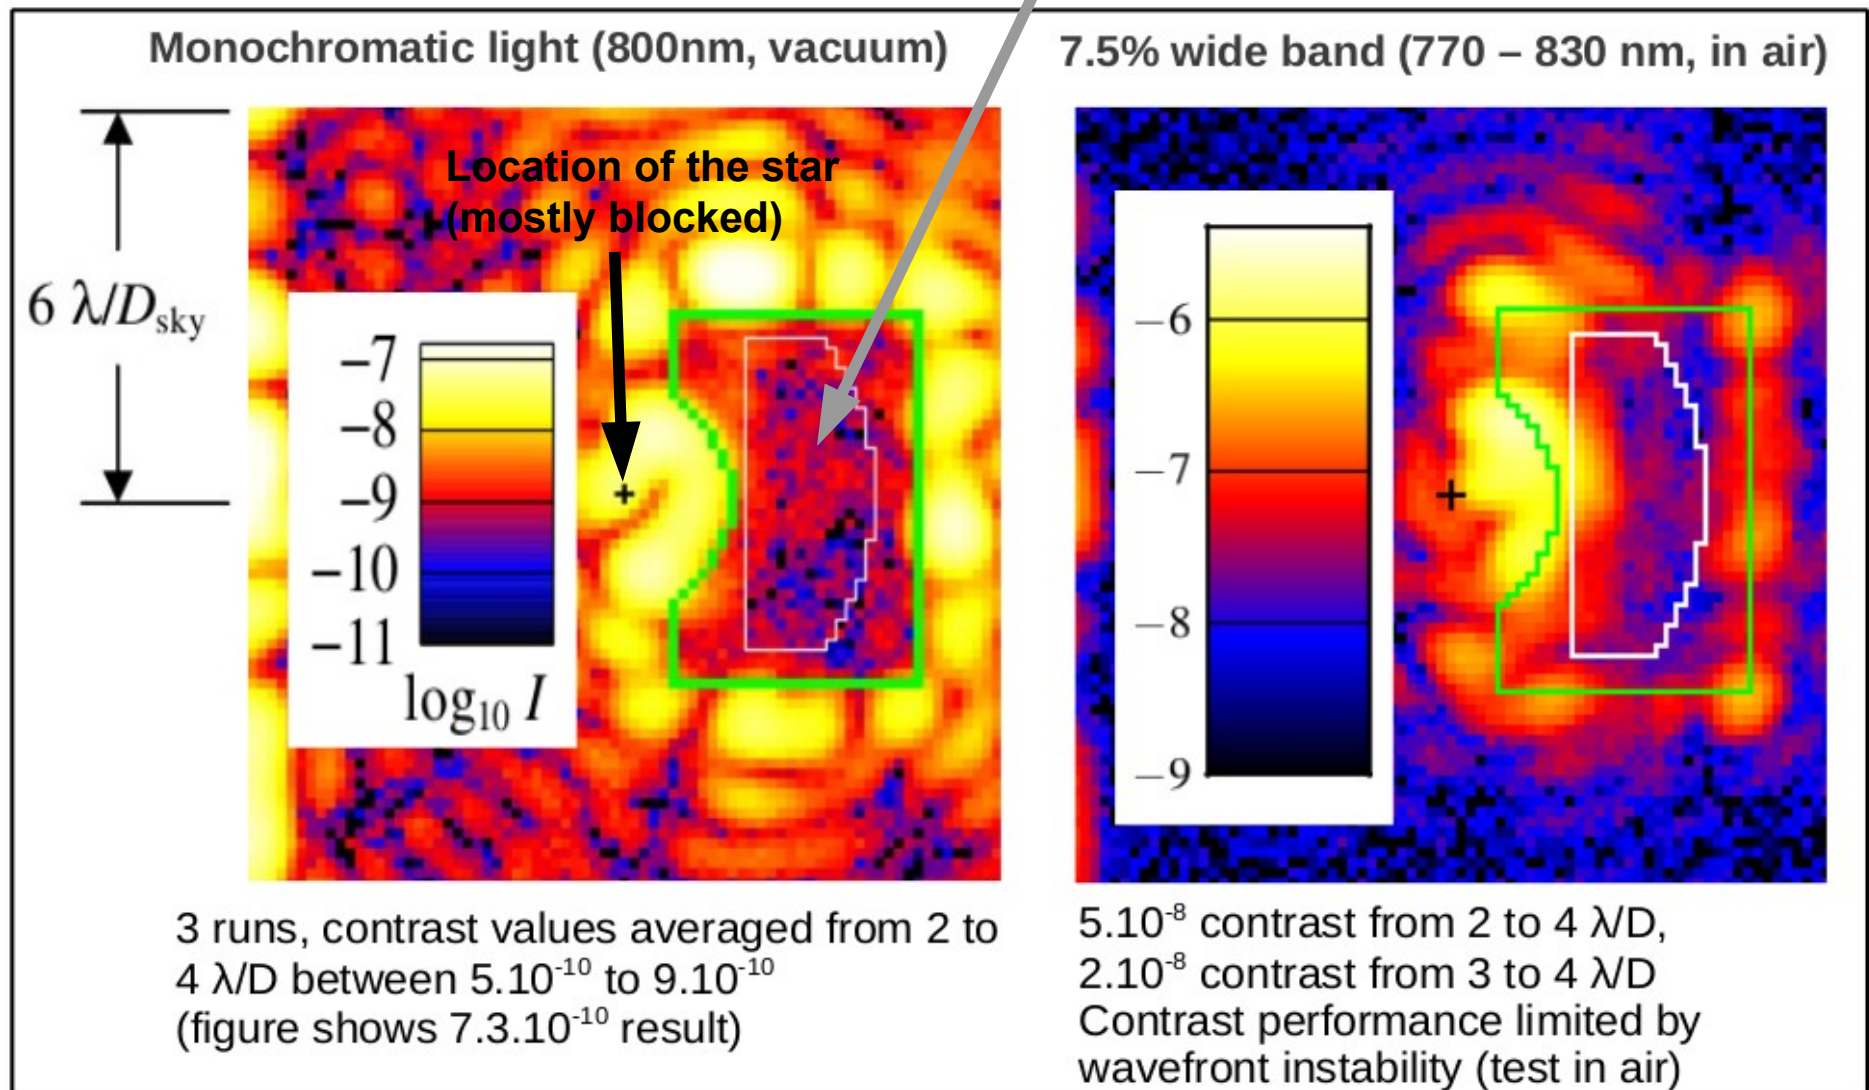 Monochromatic light (800nm, vacuum)
7.5% wide band (770 – 830 nm, in air)
6 λ/Dsky
Location of the star
(mostly blocked)
−7
−8
−9
−10
−11
log10 I
−6
−7
−8
−9
3 runs, contrast values averaged from 2 to
4 λ/D between 5.10-10 to 9.10-10
(figure shows 7.3.10-10 result)
5.10-8 contrast from 2 to 4 λ/D,
2.10-8 contrast from 3 to 4 λ/D
Contrast performance limited by
wavefront instability (test in air)